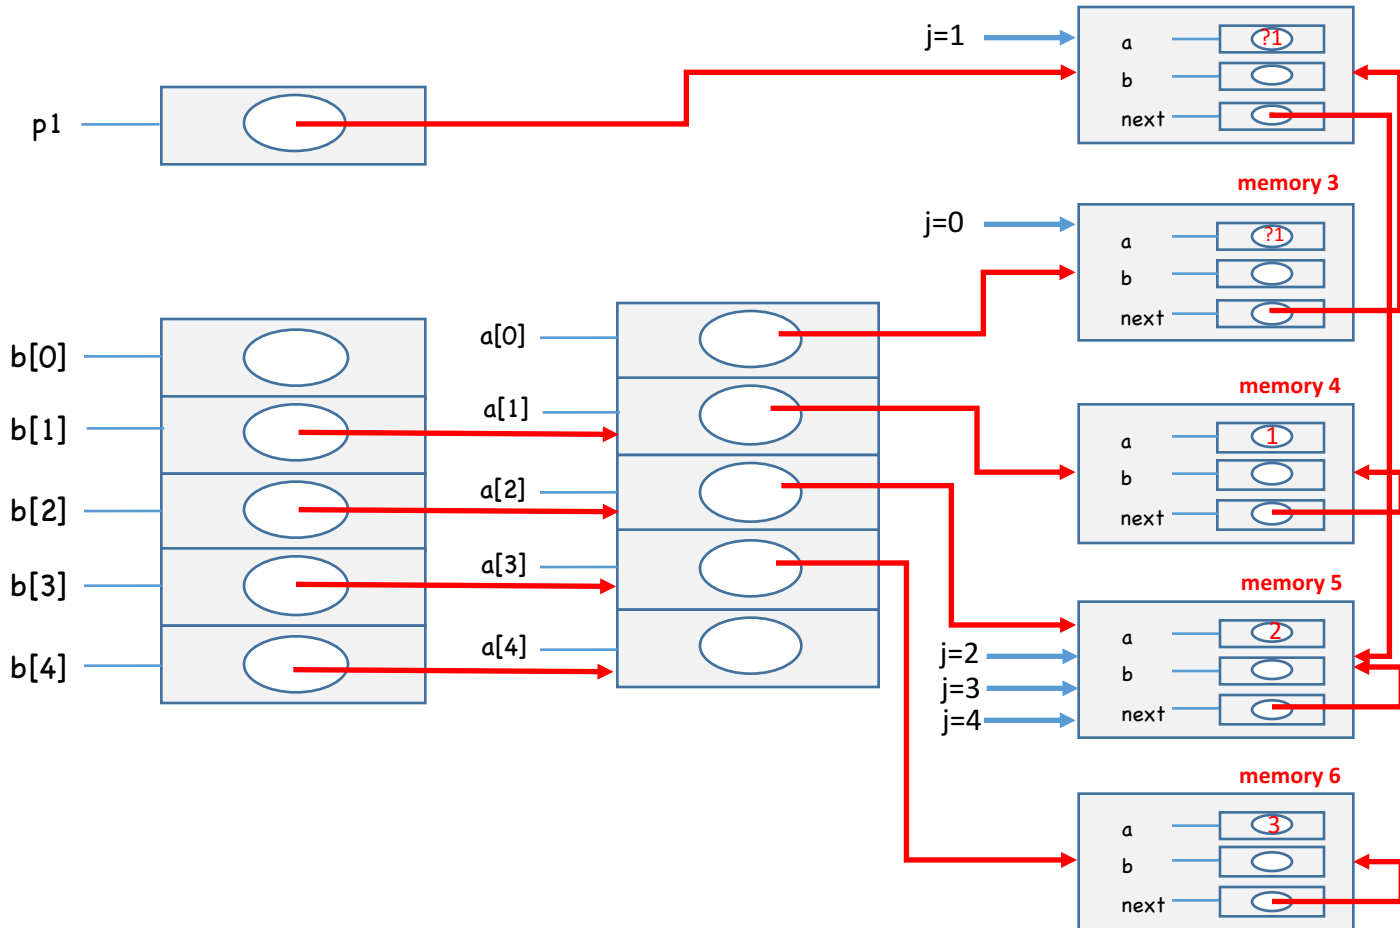 j=1
a ?1
b
next
p1
memory 3
j=0
a ?1
b
next
b[0]
b[1]
b[2]
b[3]
b[4]
a[0]
a[1]
a[2]
a[3]
a[4]
memory 4
a 1
b
next
memory 5
a 2
j=2
b
j=3
next
j=4
memory 6
a 3
b
next